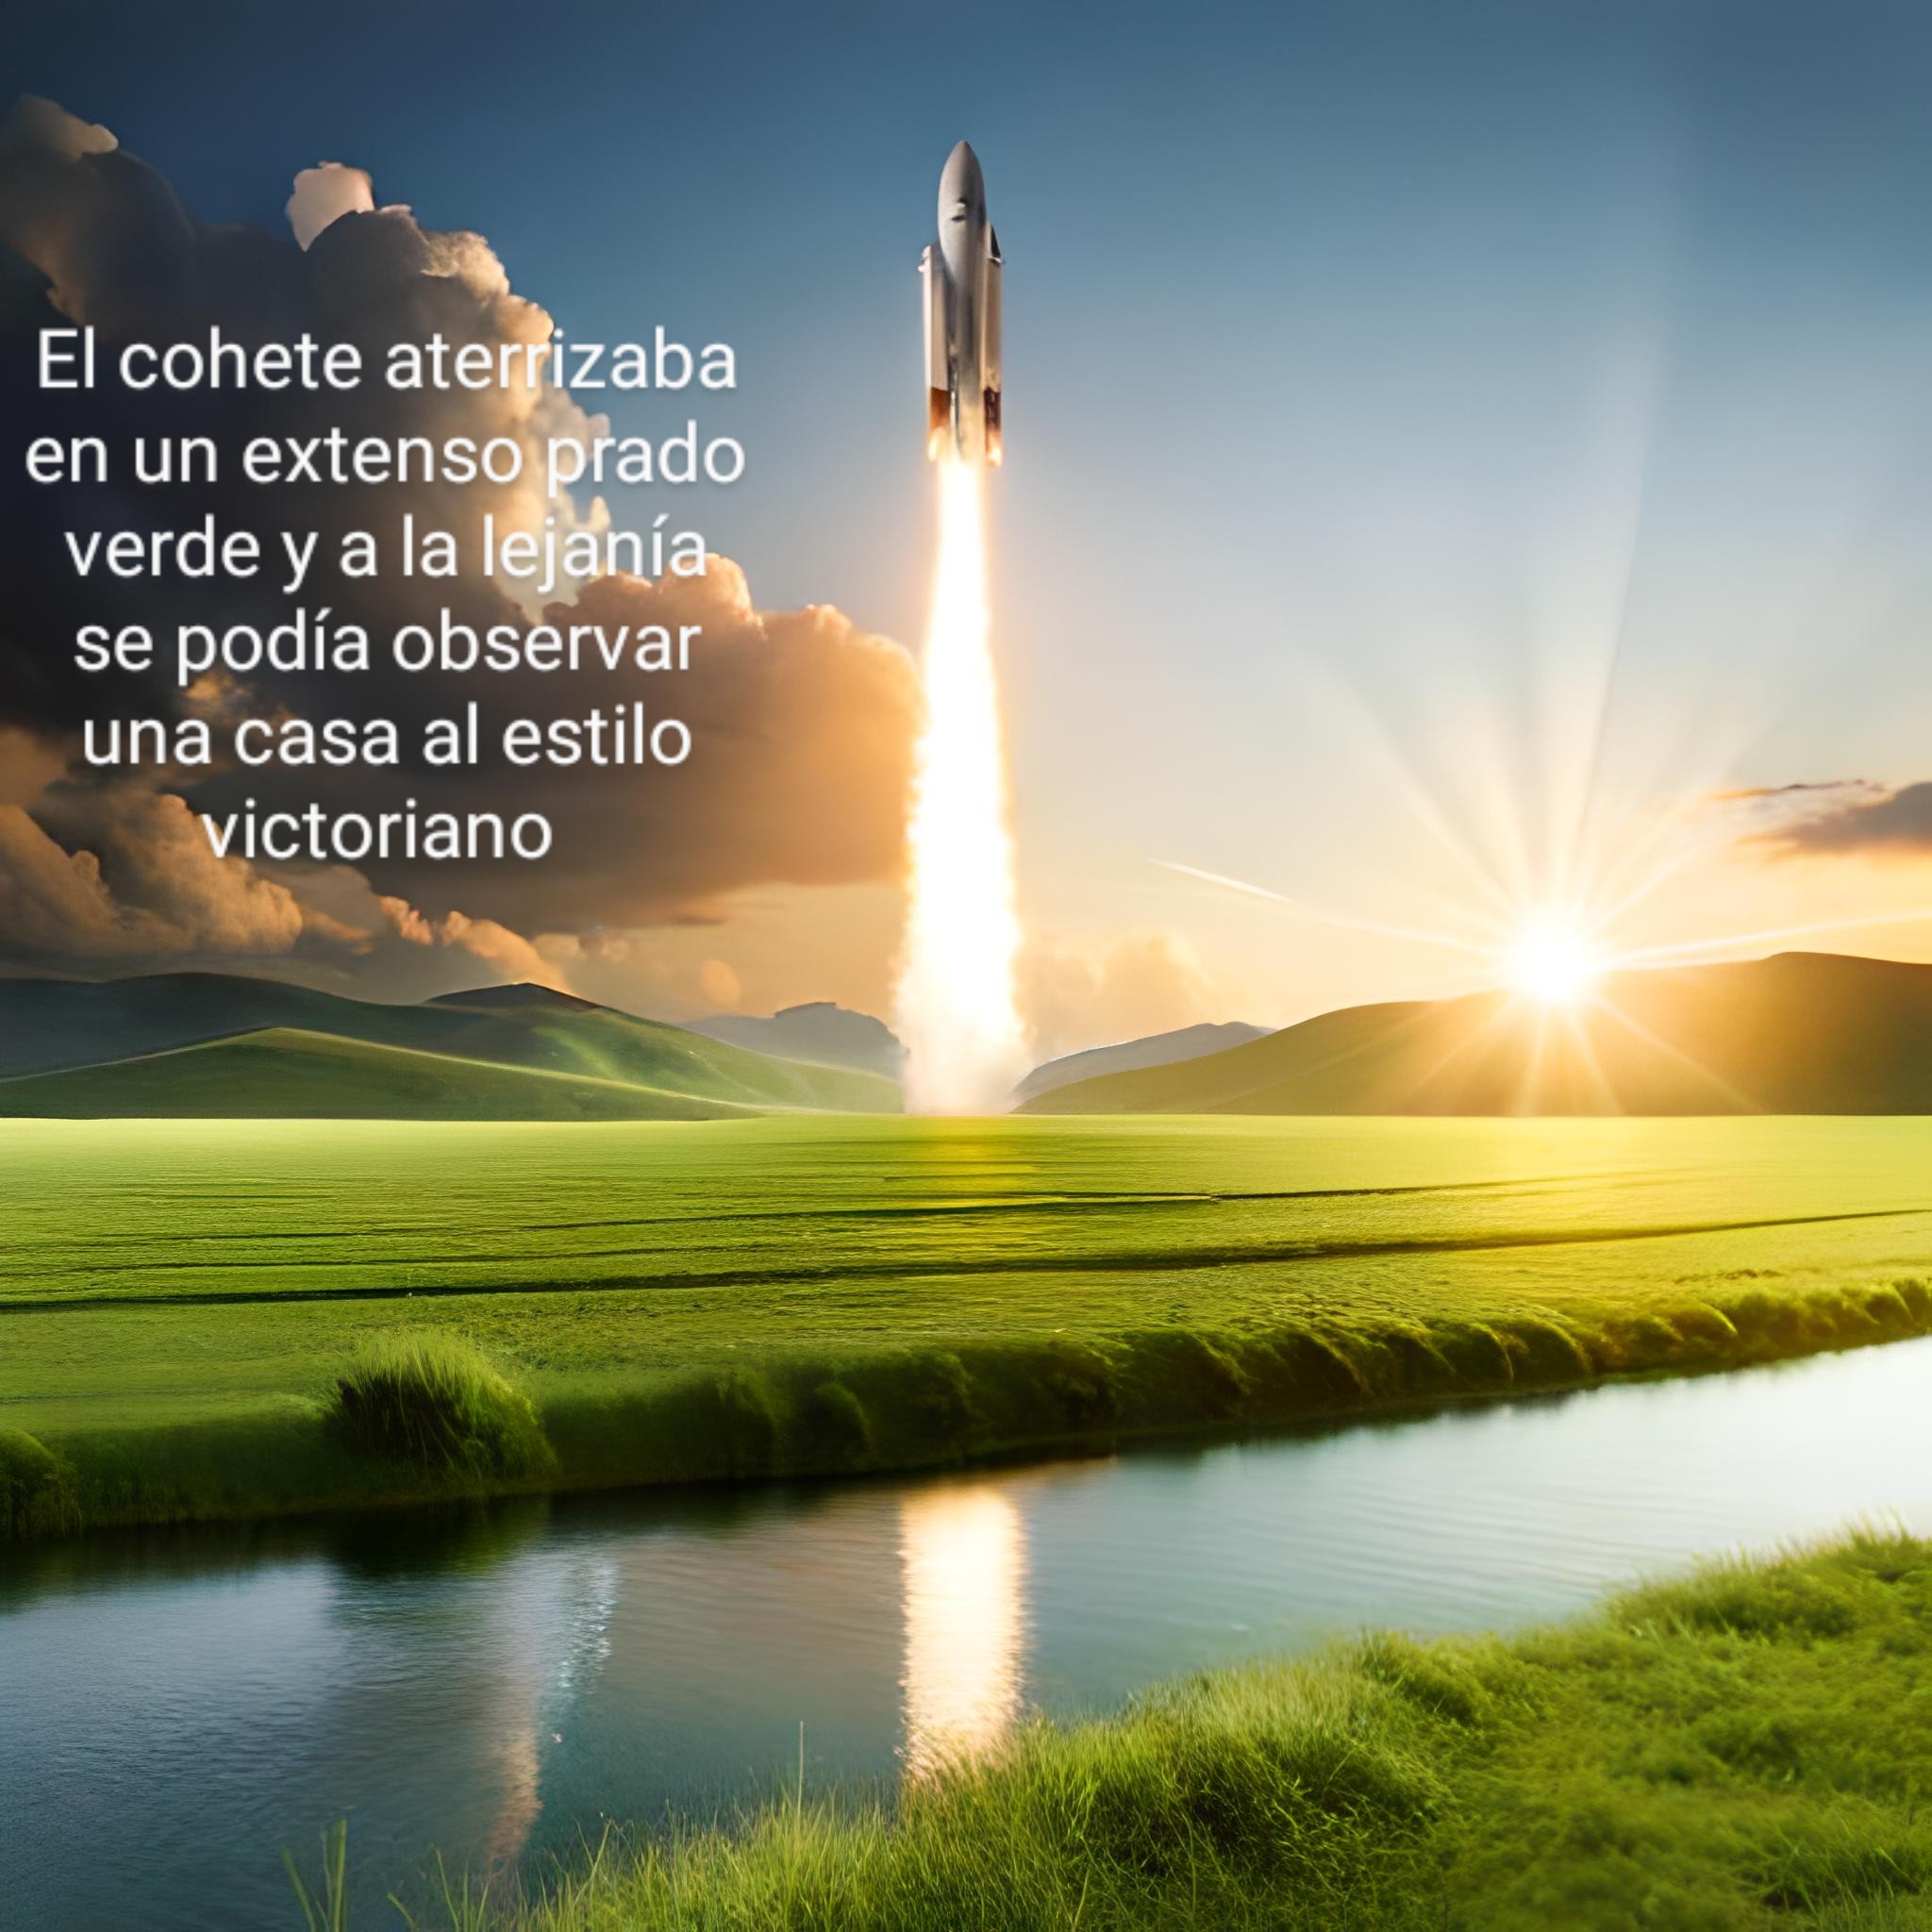 El cohete aterrizaba
en un extenso prado
verde y a la lejanía
se podía observar
una casa al estilo
victoriano